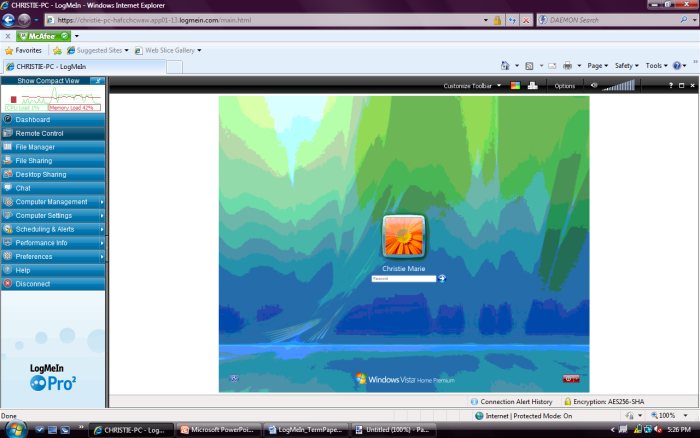 CHRISTIE-PC - LogMeIn - Windows Internet Explorer
https://christie-pc-hafcchcwaw.app01-13.logmein.com/main.html
DAEMON Search
McAfee
Favorites Suggested Sites Web Slice Gallery
CHRISTIE-PC - LogMeIn
Page Safety Tools
Show Compact View X
Customize Toolbar Options ?
CPU Load 2% Memory Load 42%
Dashboard
Remote Control
File Manager
File Sharing
Desktop Sharing
Chat
Computer Management
Computer Settings
Scheduling & Alerts
Performance Info
Preferences
Help
Disconnect
Christie Marie
Password
LogMeIn
Pro²
Windows Vista Home Premium
Connection Alert History Encryption: AES256-SHA
Done Internet | Protected Mode: On 100%
CHRISTIE-PC - Log... Microsoft PowerPoi... LogMeIn_TermPape... Untitled (100%) - Pa... 5:26 PM